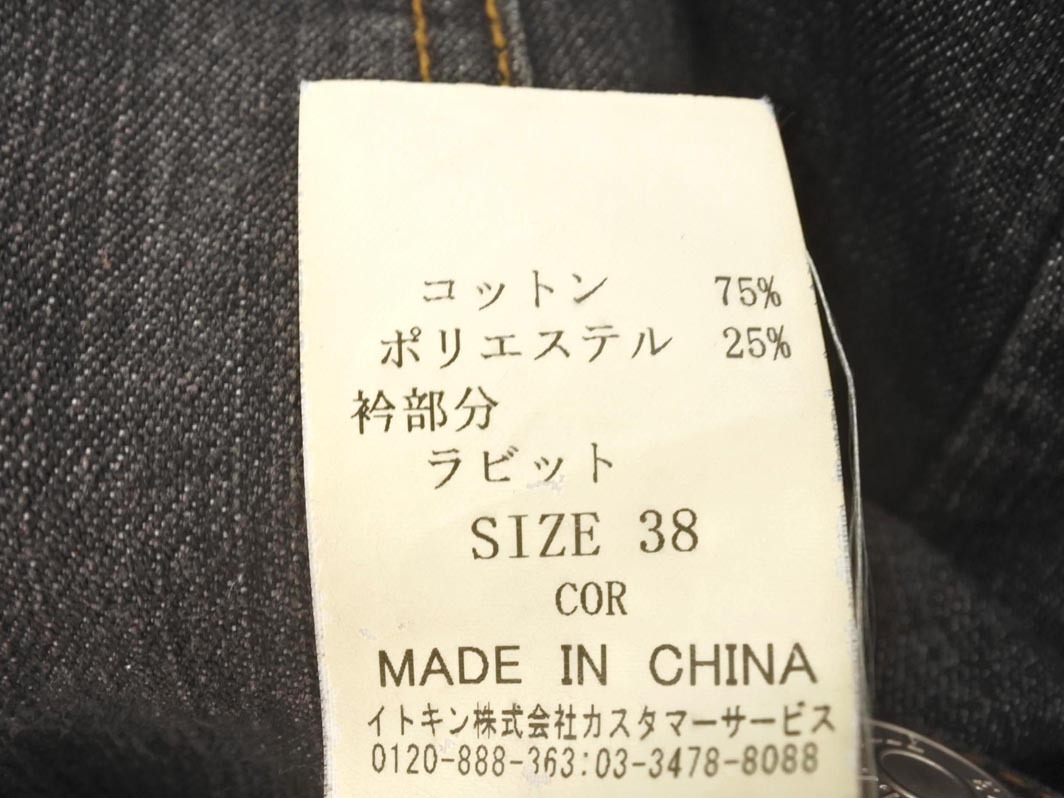 コットン 75%
ポリエステル 25%
衿部分
ラビット
SIZE 38
COR
MADE IN CHINA
イトキン株式会社カスタマーサービス
0120-888-363:03-3478-8088